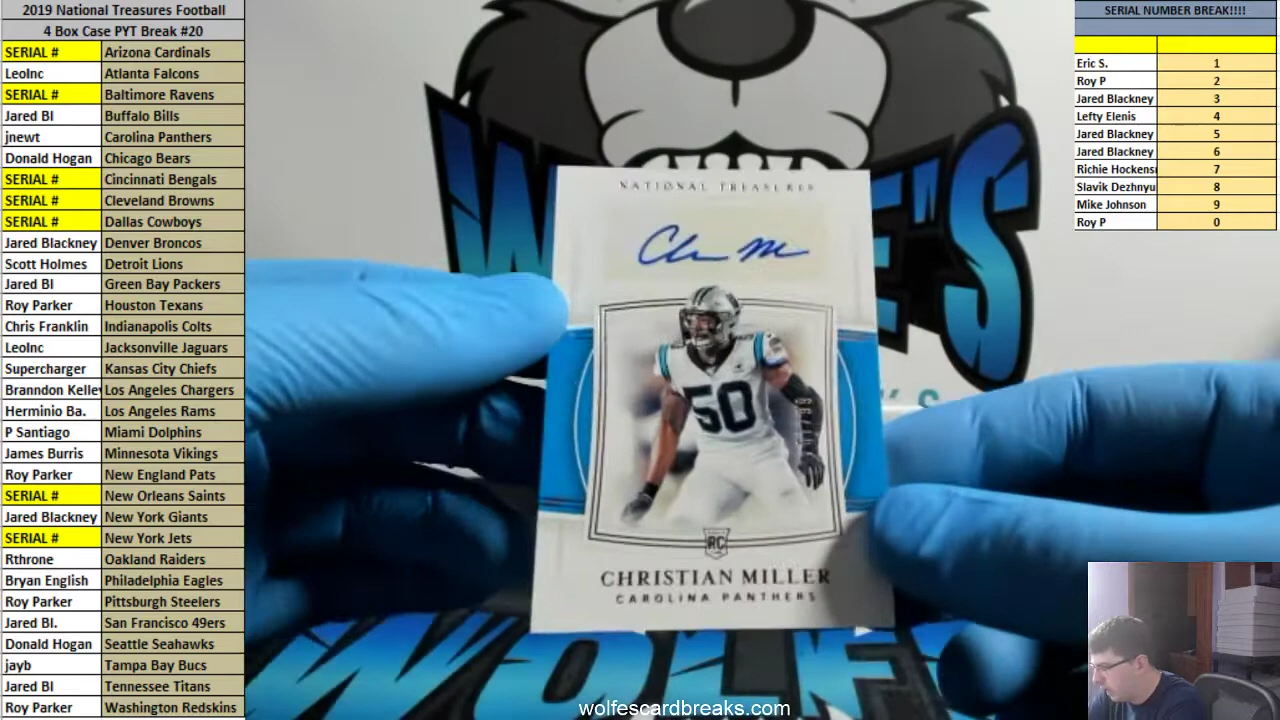 2019 National Treasures Football
4 Box Case PYT Break #20
SERIAL # Arizona Cardinals
LeoInc Atlanta Falcons
SERIAL # Baltimore Ravens
Jared Bl Buffalo Bills
jnewt Carolina Panthers
Donald Hogan Chicago Bears
SERIAL # Cincinnati Bengals
SERIAL # Cleveland Browns
SERIAL # Dallas Cowboys
Jared Blackney Denver Broncos
Scott Holmes Detroit Lions
Jared Bl Green Bay Packers
Roy Parker Houston Texans
Chris Franklin Indianapolis Colts
LeoInc Jacksonville Jaguars
Supercharger Kansas City Chiefs
Branndon Kelley Los Angeles Chargers
Herminio Ba. Los Angeles Rams
P Santiago Miami Dolphins
James Burris Minnesota Vikings
Roy Parker New England Pats
SERIAL # New Orleans Saints
Jared Blackney New York Giants
SERIAL # New York Jets
Rthrone Oakland Raiders
Bryan English Philadelphia Eagles
Roy Parker Pittsburgh Steelers
Jared Bl. San Francisco 49ers
Donald Hogan Seattle Seahawks
jayb Tampa Bay Bucs
Jared Bl Tennessee Titans
Roy Parker Washington Redskins
SERIAL NUMBER BREAK!!!!
Eric S. 1
Roy P 2
Jared Blackney 3
Lefty Elenis 4
Jared Blackney 5
Jared Blackney 6
Richie Hockens 7
Slavik Dezhnyu 8
Mike Johnson 9
Roy P 0
NATIONAL TREASURES
50
RC
CHRISTIAN MILLER
CAROLINA PANTHERS
wolfescardbreaks.com